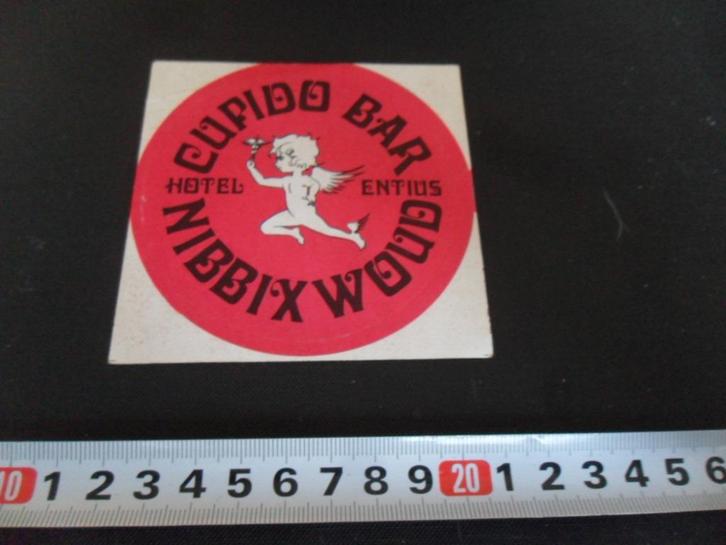 CUPIDO BAR
HOTEL ENTIUS
NIBBIXWOUD
10 1 2 3 4 5 6 7 8 9 20 1 2 3 4 5 6